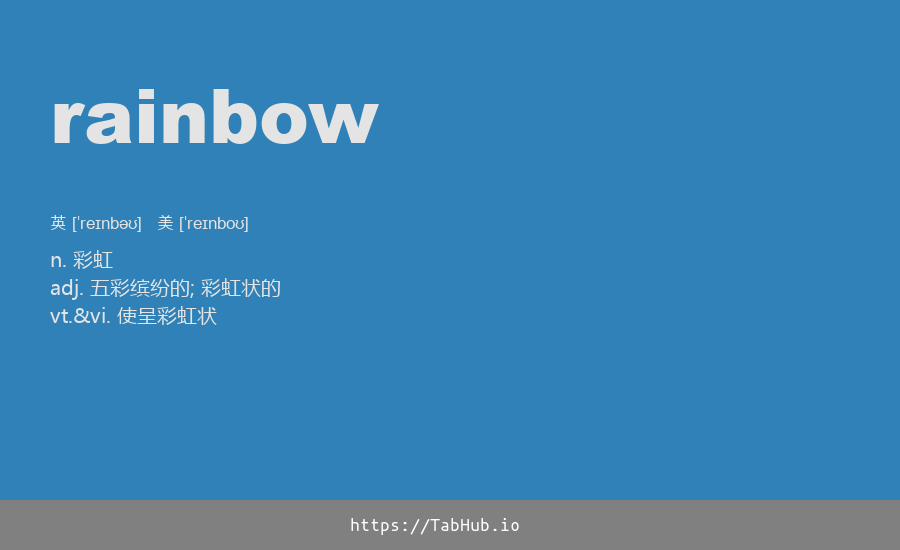 rainbow
英 [ˈreɪnbəʊ] 美 [ˈreɪnboʊ]
n. 彩虹
adj. 五彩缤纷的; 彩虹状的
vt.&vi. 使呈彩虹状
https://TabHub.io